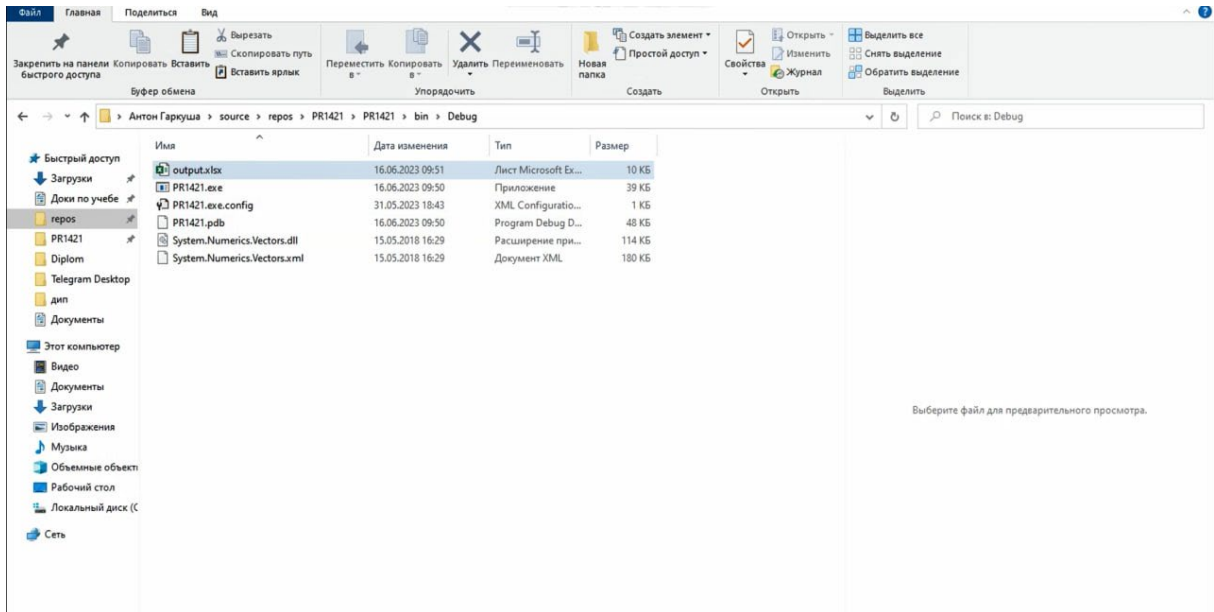 Файл Главная Поделиться Вид
Закрепить на панели быстрого доступа
Копировать
Вставить
Вырезать
Скопировать путь
Вставить ярлык
Буфер обмена
Переместить в
Копировать в
Удалить
Переименовать
Упорядочить
Новая папка
Создать элемент
Простой доступ
Создать
Свойства
Открыть
Изменить
Журнал
Открыть
Выделить все
Снять выделение
Обратить выделение
Выделить
Антон Гаркуша > source > repos > PR1421 > PR1421 > bin > Debug
Поиск в: Debug
Быстрый доступ
Загрузки
Доки по учебе
repos
PR1421
Diplom
Telegram Desktop
дип
Документы
Этот компьютер
Видео
Документы
Загрузки
Изображения
Музыка
Объемные объекты
Рабочий стол
Локальный диск (C
Сеть
Имя Дата изменения Тип Размер
output.xlsx 16.06.2023 09:51 Лист Microsoft Ex... 10 КБ
PR1421.exe 16.06.2023 09:50 Приложение 39 КБ
PR1421.exe.config 31.05.2023 18:43 XML Configuratio... 1 КБ
PR1421.pdb 16.06.2023 09:50 Program Debug D... 48 КБ
System.Numerics.Vectors.dll 15.05.2018 16:29 Расширение при... 114 КБ
System.Numerics.Vectors.xml 15.05.2018 16:29 Документ XML 180 КБ
Выберите файл для предварительного просмотра.